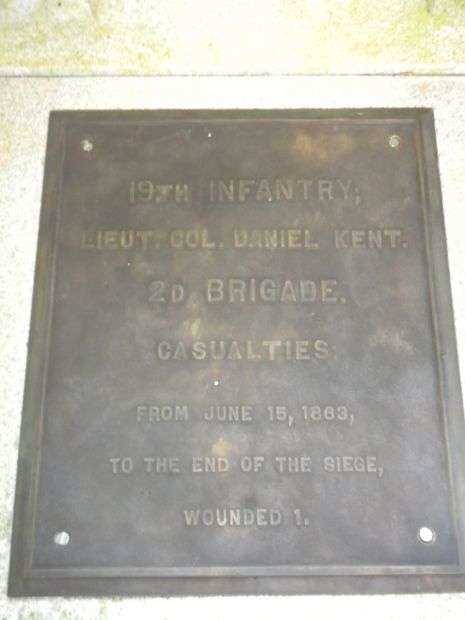 19TH INFANTRY;
LIEUT. COL. DANIEL KENT.
2D BRIGADE.
CASUALTIES:
FROM JUNE 15, 1863,
TO THE END OF THE SIEGE,
WOUNDED 1.